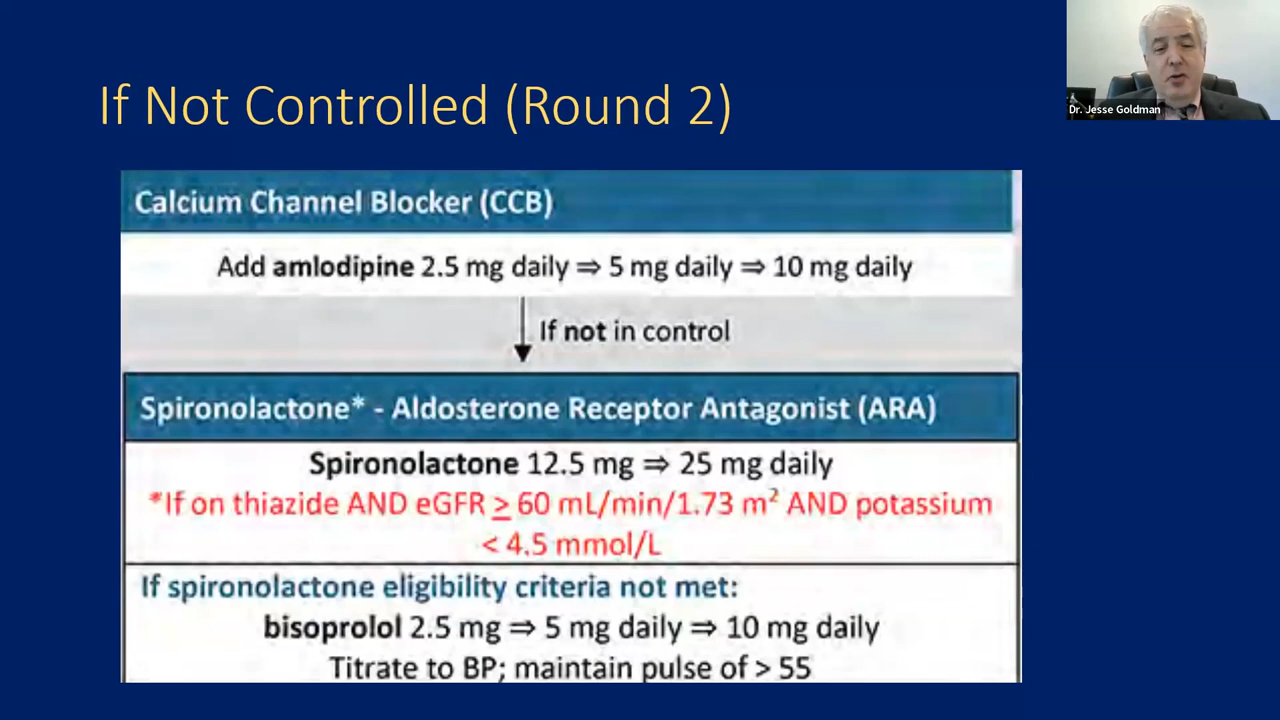 If Not Controlled (Round 2)
Dr. Jesse Goldman
Calcium Channel Blocker (CCB)
Add amlodipine 2.5 mg daily ⇒ 5 mg daily ⇒ 10 mg daily
If not in control
Spironolactone* - Aldosterone Receptor Antagonist (ARA)
Spironolactone 12.5 mg ⇒ 25 mg daily
*If on thiazide AND eGFR ≥ 60 mL/min/1.73 m² AND potassium
< 4.5 mmol/L
If spironolactone eligibility criteria not met:
bisoprolol 2.5 mg ⇒ 5 mg daily ⇒ 10 mg daily
Titrate to BP; maintain pulse of > 55